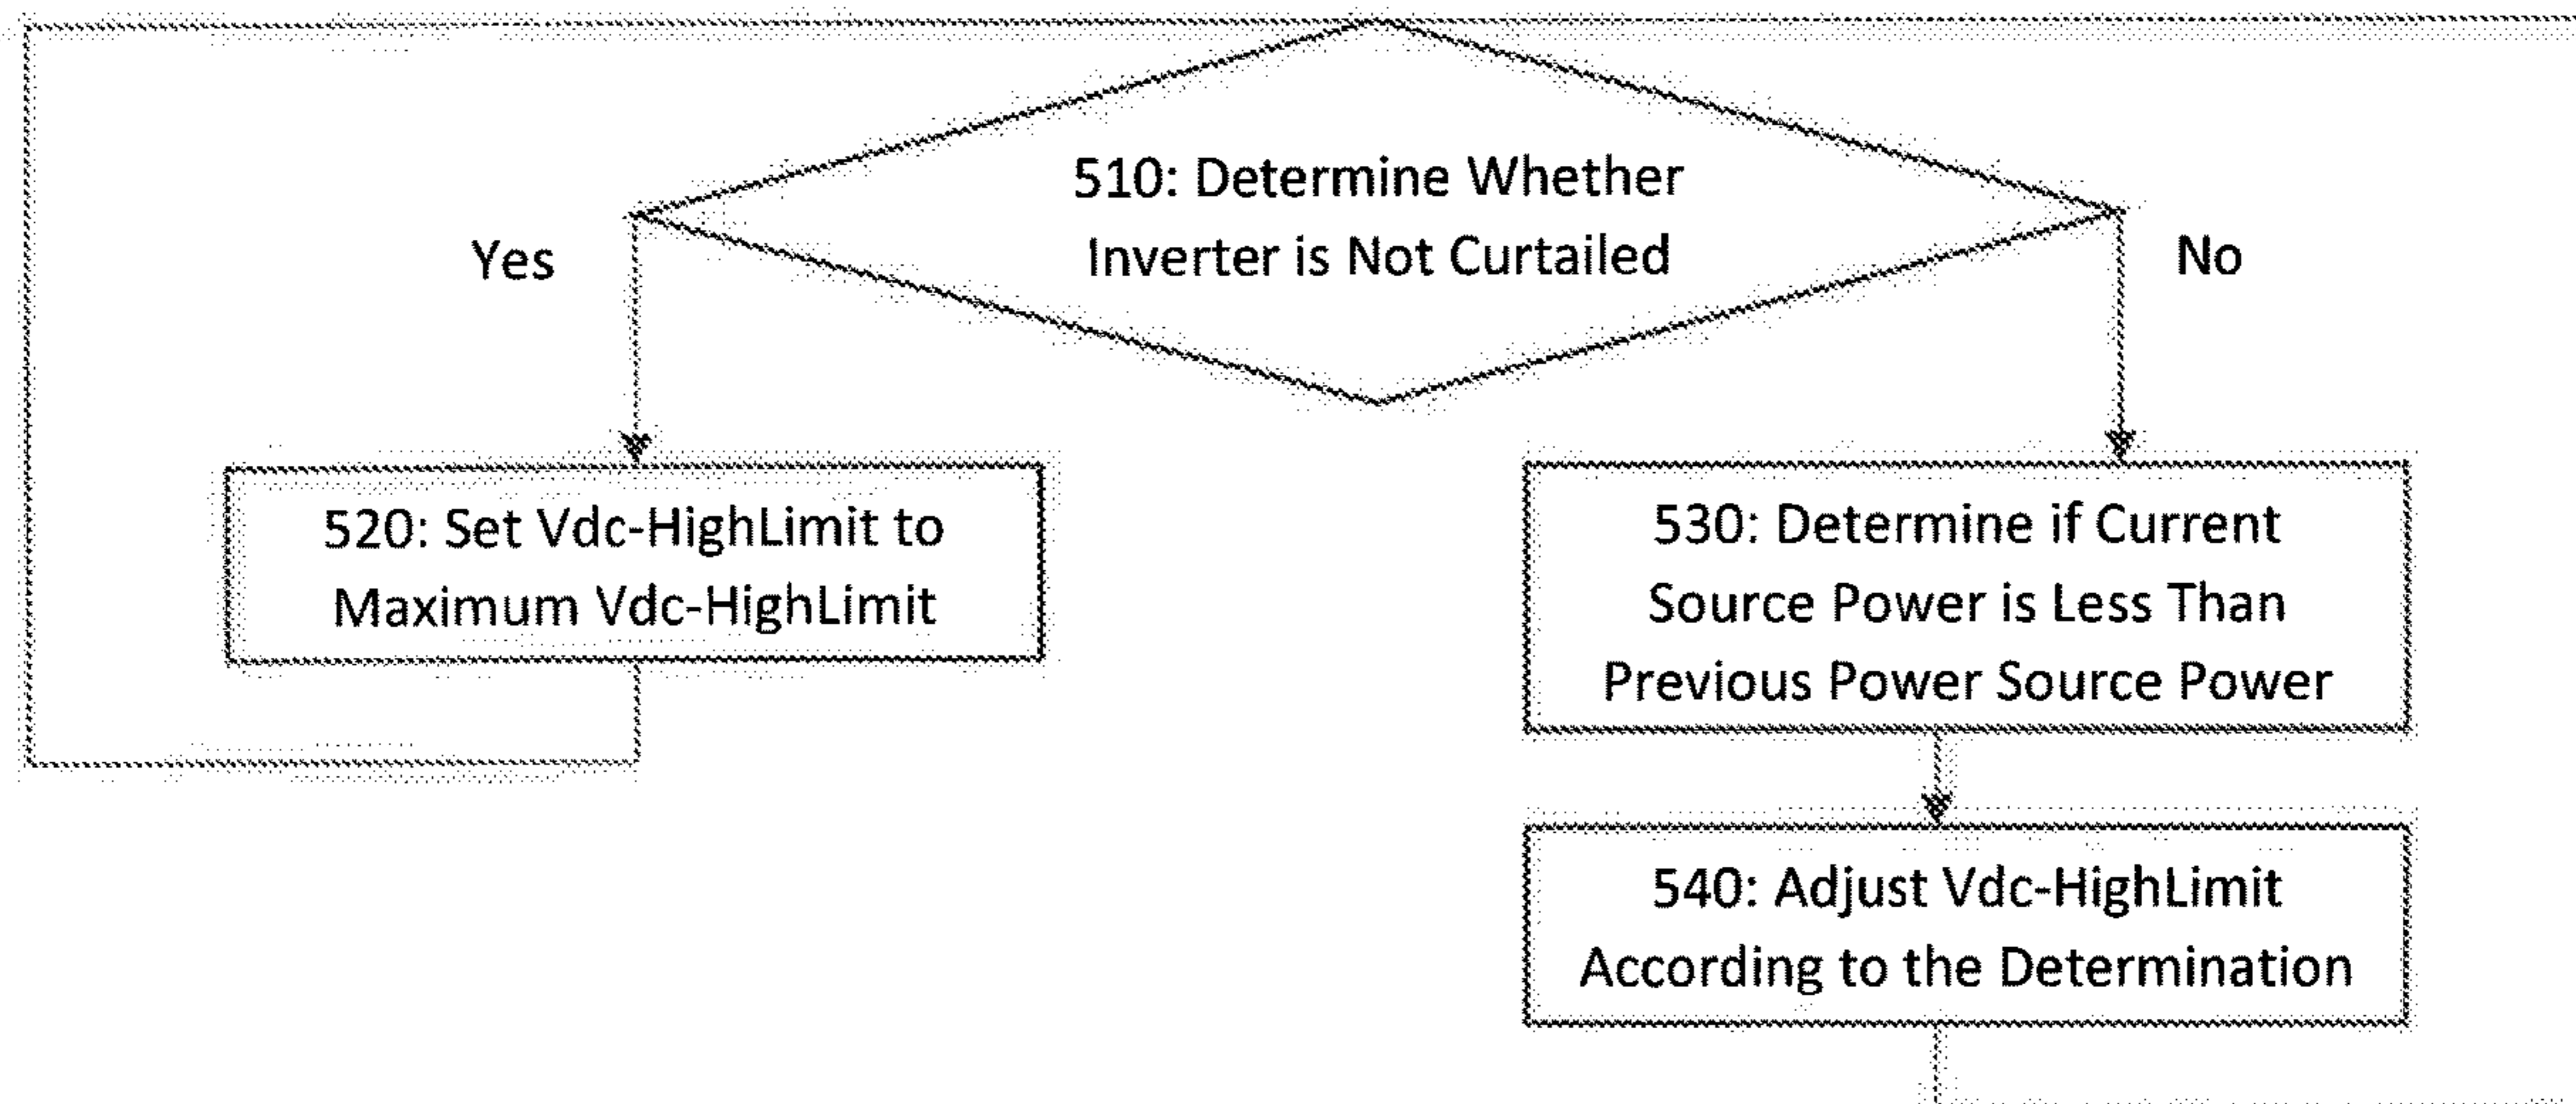 510: Determine Whether
Inverter is Not Curtailed
Yes
No
520: Set Vdc-HighLimit to
Maximum Vdc-HighLimit
530: Determine if Current
Source Power is Less Than
Previous Power Source Power
540: Adjust Vdc-HighLimit
According to the Determination